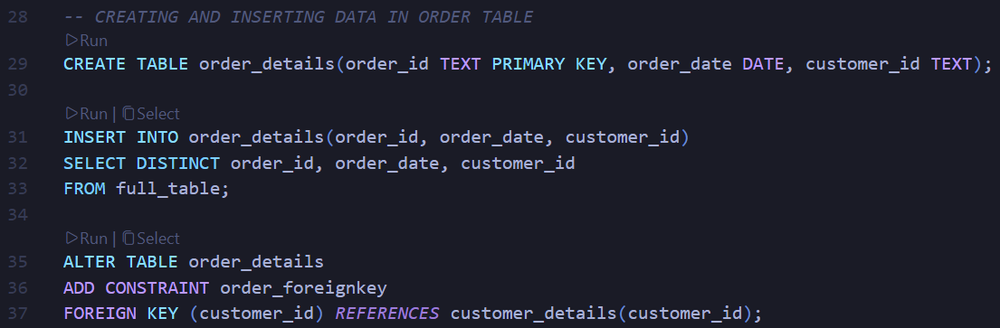 28 -- CREATING AND INSERTING DATA IN ORDER TABLE
Run
29 CREATE TABLE order_details(order_id TEXT PRIMARY KEY, order_date DATE, customer_id TEXT);
30
Run | Select
31 INSERT INTO order_details(order_id, order_date, customer_id)
32 SELECT DISTINCT order_id, order_date, customer_id
33 FROM full_table;
34
Run | Select
35 ALTER TABLE order_details
36 ADD CONSTRAINT order_foreignkey
37 FOREIGN KEY (customer_id) REFERENCES customer_details(customer_id);